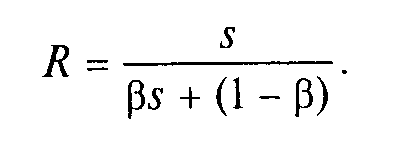 R = s / (βs + (1 − β)).